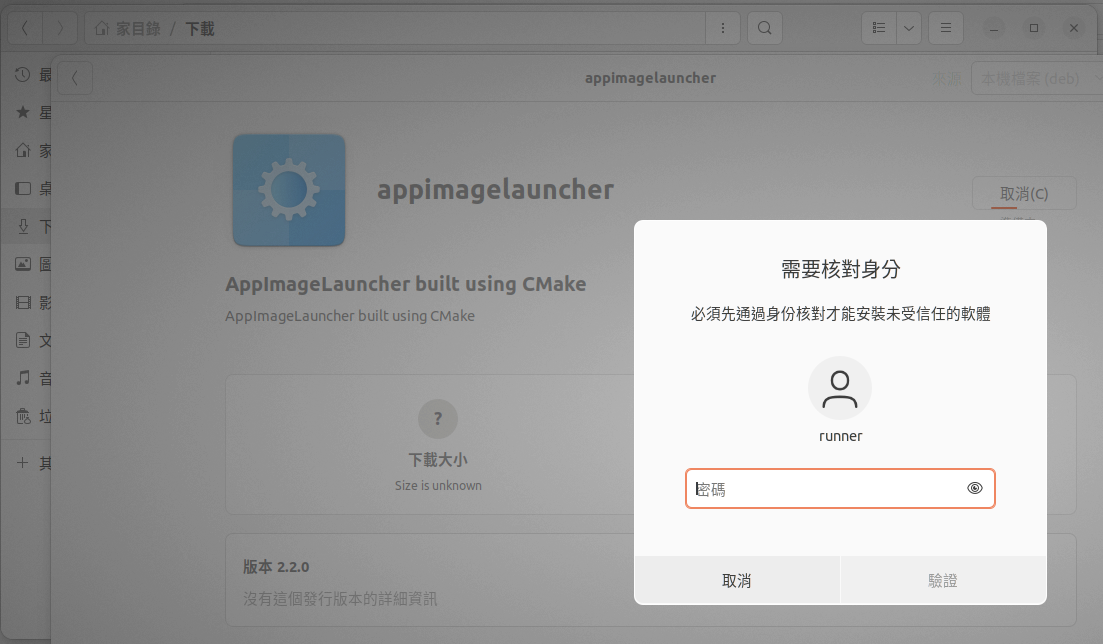 家目錄 / 下載
最
星
家
桌
下
圖
影
文
音
垃
其
appimagelauncher
來源
本機檔案 (deb)
appimagelauncher
取消(C)
AppImageLauncher built using CMake
AppImageLauncher built using CMake
?
下載大小
Size is unknown
版本 2.2.0
沒有這個發行版本的詳細資訊
需要核對身分
必須先通過身份核對才能安裝未受信任的軟體
runner
密碼
取消
驗證